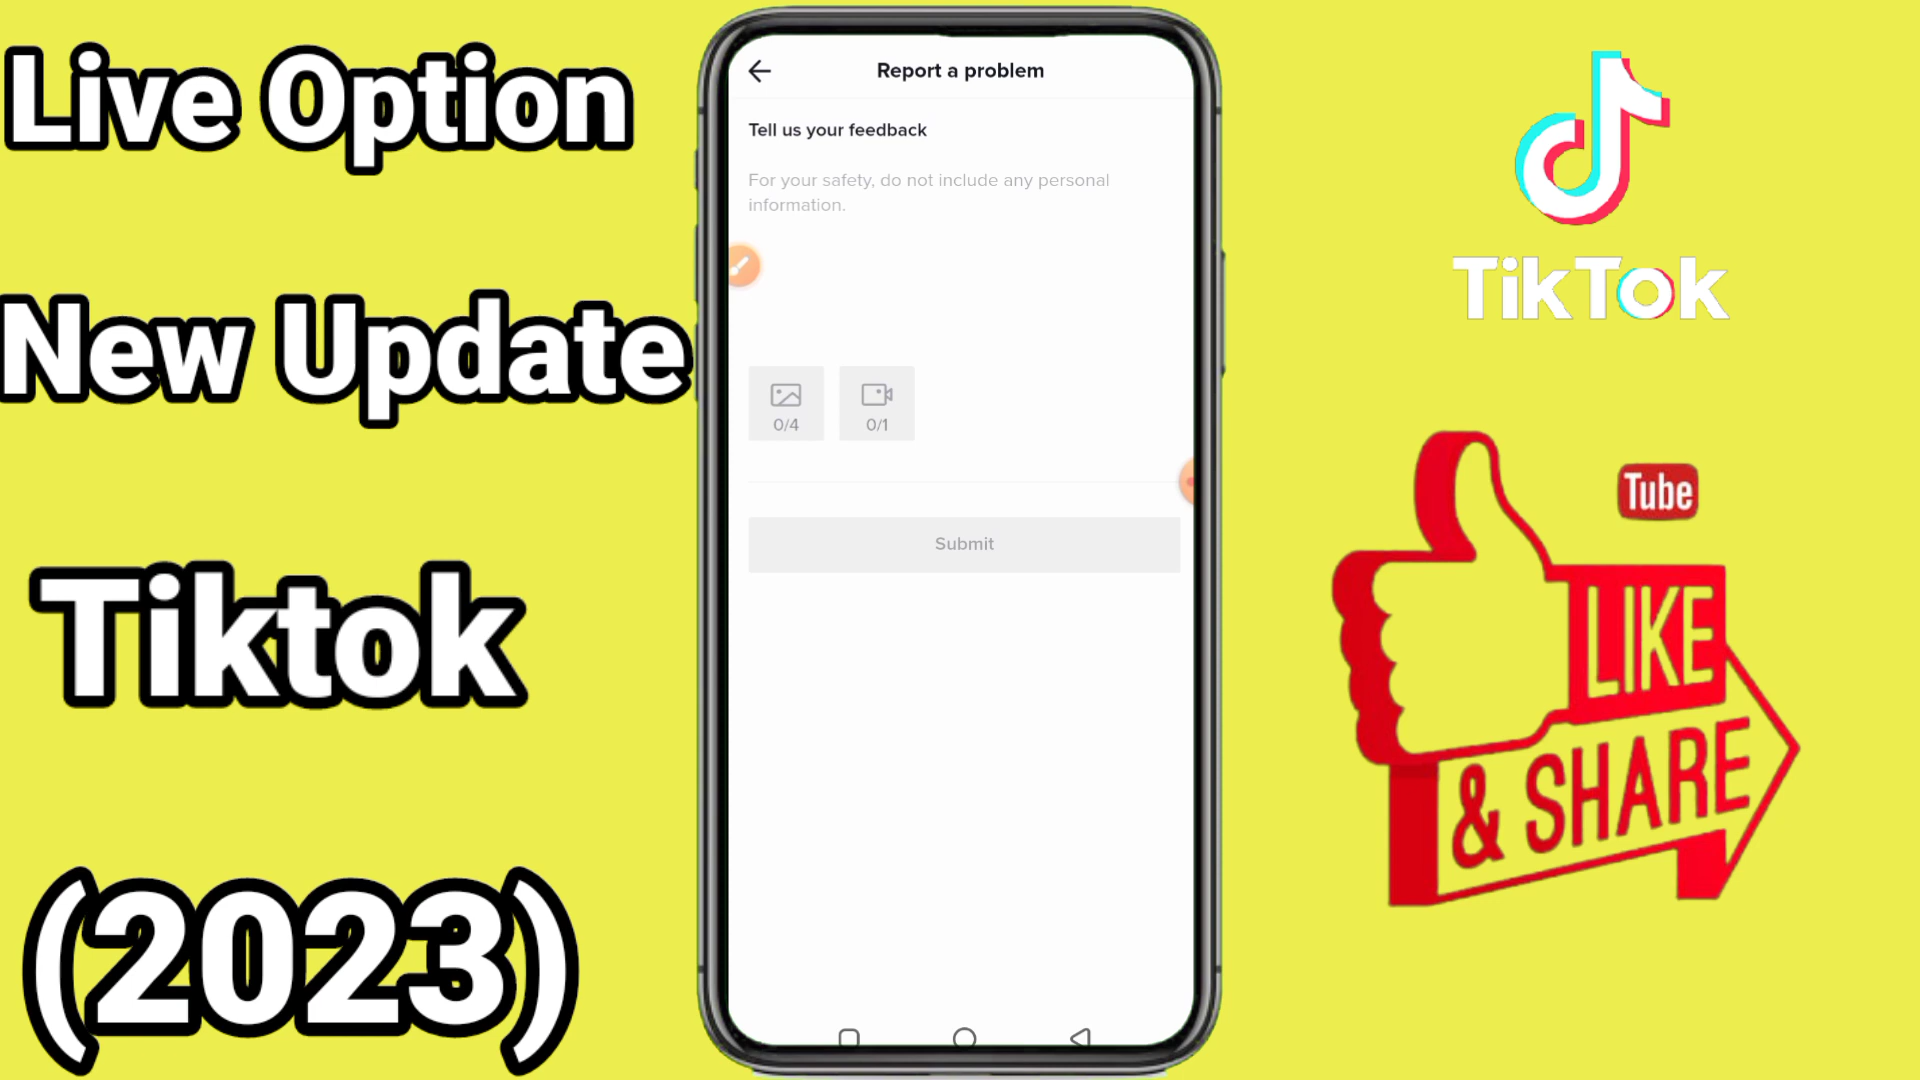 Live Option
New Update
Tiktok
(2023)
Report a problem
Tell us your feedback
For your safety, do not include any personal
information.
0/4
0/1
Submit
TikTok
Tube
LIKE
& SHARE